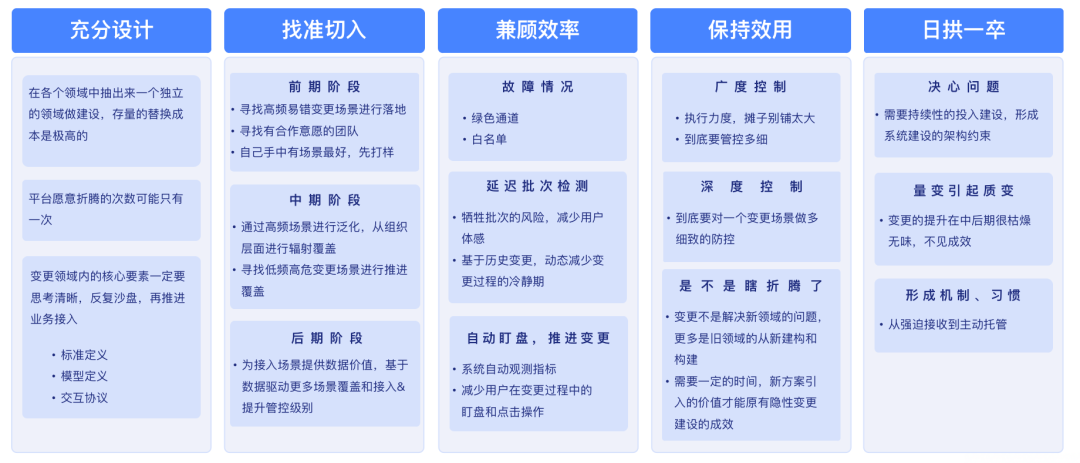 充分设计
在各个领域中抽出来一个独立
的领域做建设，存量的替换成
本是极高的
平台愿意折腾的次数可能只有
一次
变更领域内的核心要素一定要
思考清晰，反复沙盘，再推进
业务接入
• 标准定义
• 模型定义
• 交互协议
找准切入
前期阶段
• 寻找高频易错变更场景进行落地
• 寻找有合作意愿的团队
• 自己手中有场景最好，先打样
中期阶段
• 通过高频场景进行泛化，从组织
层面进行辐射覆盖
• 寻找低频高危变更场景进行推进
覆盖
后期阶段
• 为接入场景提供数据价值，基于
数据驱动更多场景覆盖和接入&
提升管控级别
兼顾效率
故障情况
• 绿色通道
• 白名单
延迟批次检测
• 牺牲批次的风险，减少用户
体感
• 基于历史变更，动态减少变
更过程的冷静期
自动盯盘，推进变更
• 系统自动观测指标
• 减少用户在变更过程中的
盯盘和点击操作
保持效用
广度控制
• 执行力度，摊子别铺太大
• 到底要管控多细
深度控制
• 到底要对一个变更场景做多
细致的防控
是不是瞎折腾了
• 变更不是解决新领域的问题，
更多是旧领域的从新建构和
构建
• 需要一定的时间，新方案引
入的价值才能原有隐性变更
建设的成效
日拱一卒
决心问题
• 需要持续性的投入建设，形成
系统建设的架构约束
量变引起质变
• 变更的提升在中后期很枯燥
无味，不见成效
形成机制、习惯
• 从强迫接收到主动托管